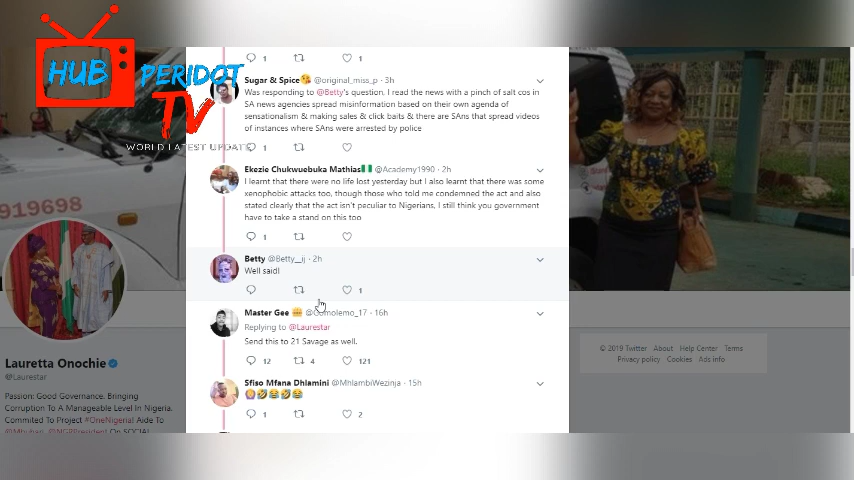 HUB PERIDOT
TV
WORLD LATEST UPDATE
1
1
Sugar & Spice😘 @original_miss_p · 3h
Was responding to @Betty's question, I read the news with a pinch of salt cos in
SA news agencies spread misinformation based on their own agenda of
sensationalism & making sales & click baits & there are SAns that spread videos
of instances where SAns were arrested by police
1
Ekezie Chukwuebuka Mathias🇳🇬 @Academy1990 · 2h
I learnt that there were no life lost yesterday but I also learnt that there was some
xenophobic attacks too, though those who told me condemned the act and also
stated clearly that the act isn't peculiar to Nigerians, I still think you government
have to take a stand on this too
1
Betty @Betty__ij · 2h
Well said!
1
Master Gee · 16h
Replying to @Laurestar
Send this to 21 Savage as well.
12 4 121
Sfiso Mfana Dhlamini @MhlambiWezinja · 15h
🤣😂🤣😂
1 2
919698
Lauretta Onochie
@Laurestar
Passion: Good Governance. Bringing
Corruption To A Manageable Level In Nigeria.
Commited To Project #OneNigeria! Aide To
@Mbuhari, @NGRPresident On SOCIAL
© 2019 Twitter About Help Center Terms
Privacy policy Cookies Ads info